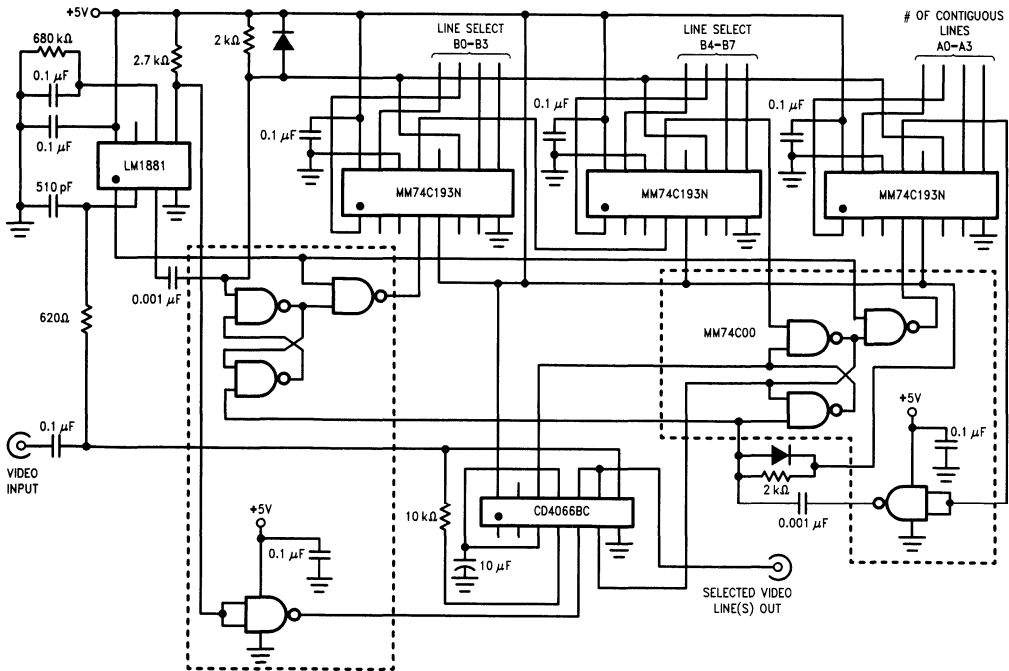 +5V
680 kΩ
0.1 μF
0.1 μF
510 pF
2.7 kΩ
2 kΩ
LM1881
LINE SELECT
B0–B3
LINE SELECT
B4–B7
# OF CONTIGUOUS
LINES
A0–A3
0.1 μF
0.1 μF
0.1 μF
MM74C193N
MM74C193N
MM74C193N
0.001 μF
620Ω
MM74C00
+5V
0.1 μF
0.1 μF
VIDEO
INPUT
2 kΩ
0.001 μF
10 kΩ
CD4066BC
+5V
0.1 μF
10 μF
SELECTED VIDEO
LINE(S) OUT